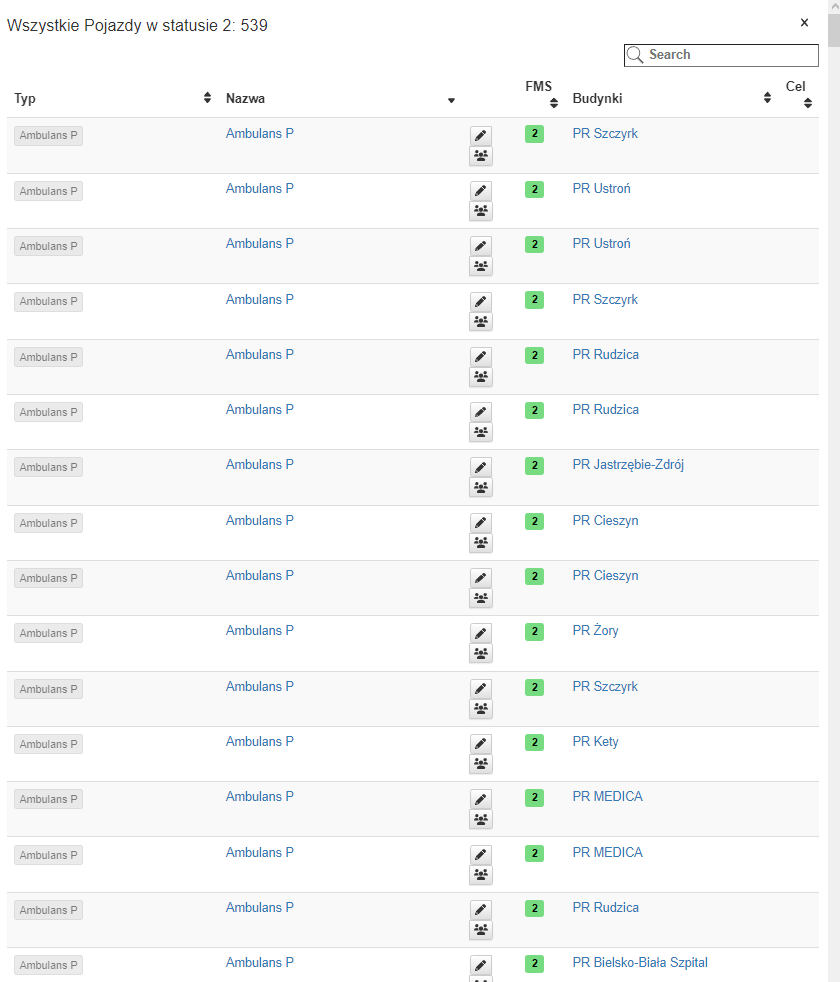 Wszystkie Pojazdy w statusie 2: 539
×
Search
Typ Nazwa FMS Budynki Cel
Ambulans P Ambulans P 2 PR Szczyrk
Ambulans P Ambulans P 2 PR Ustroń
Ambulans P Ambulans P 2 PR Ustroń
Ambulans P Ambulans P 2 PR Szczyrk
Ambulans P Ambulans P 2 PR Rudzica
Ambulans P Ambulans P 2 PR Rudzica
Ambulans P Ambulans P 2 PR Jastrzębie-Zdrój
Ambulans P Ambulans P 2 PR Cieszyn
Ambulans P Ambulans P 2 PR Cieszyn
Ambulans P Ambulans P 2 PR Żory
Ambulans P Ambulans P 2 PR Szczyrk
Ambulans P Ambulans P 2 PR Kety
Ambulans P Ambulans P 2 PR MEDICA
Ambulans P Ambulans P 2 PR MEDICA
Ambulans P Ambulans P 2 PR Rudzica
Ambulans P Ambulans P 2 PR Bielsko-Biała Szpital